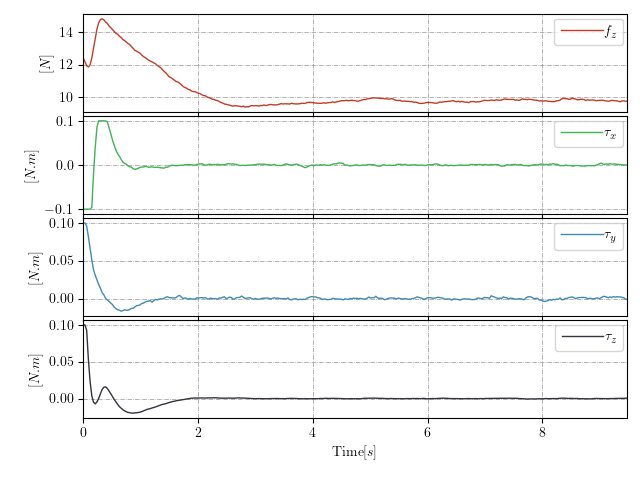 14
12
10
[N]
f_z
0.1
0.0
−0.1
[N.m]
τ_x
0.10
0.05
0.00
[N.m]
τ_y
0.10
0.05
0.00
[N.m]
τ_z
0 2 4 6 8
Time[s]